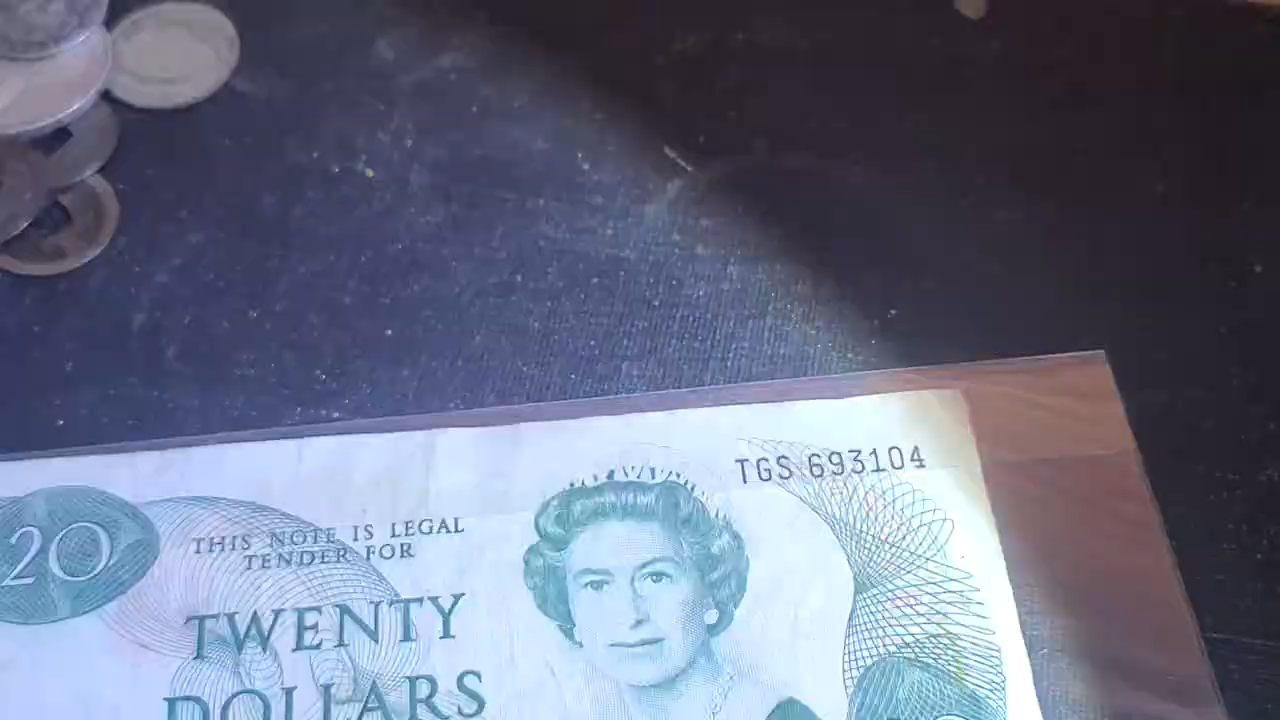 TGS 693104
20
THIS NOTE IS LEGAL
TENDER FOR
TWENTY
DOLLARS